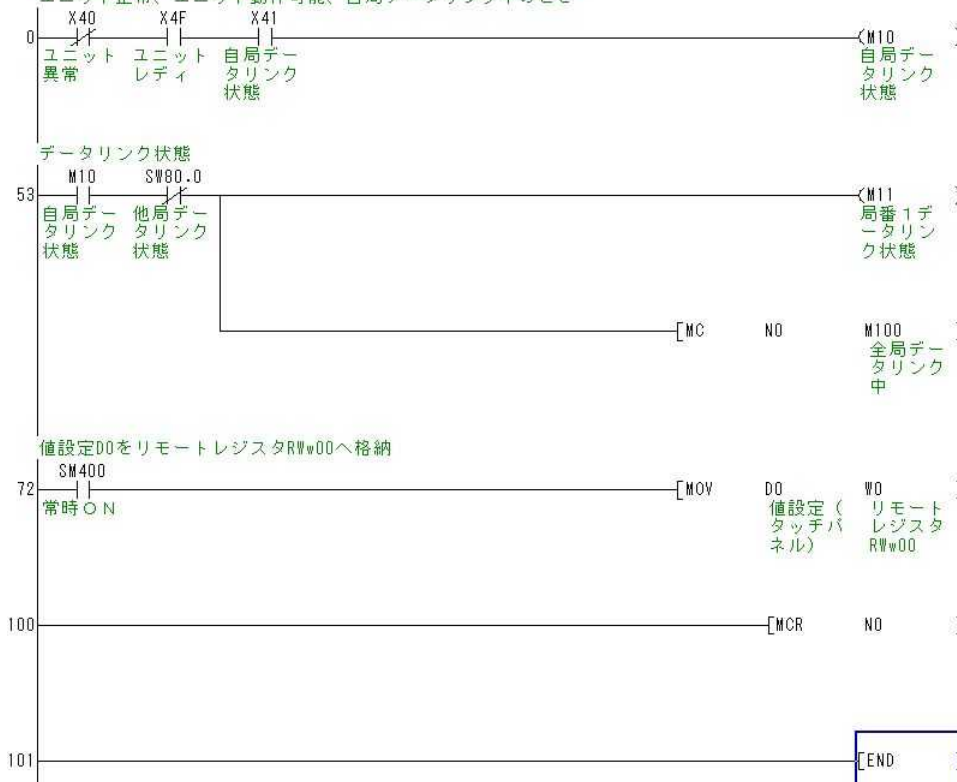 X40 X4F X41
0 (M10
ユニット異常 ユニットレディ 自局データリンク状態 自局データリンク状態
データリンク状態
M10 SW80.0
53 (M11
自局データリンク状態 他局データリンク状態 局番1データリンク状態
[MC N0 M100
全局データリンク中
値設定D0をリモートレジスタRWw00へ格納
SM400
72 [MOV D0 W0
常時ON 値設定(タッチパネル) リモートレジスタRWw00
100 [MCR N0
101 [END